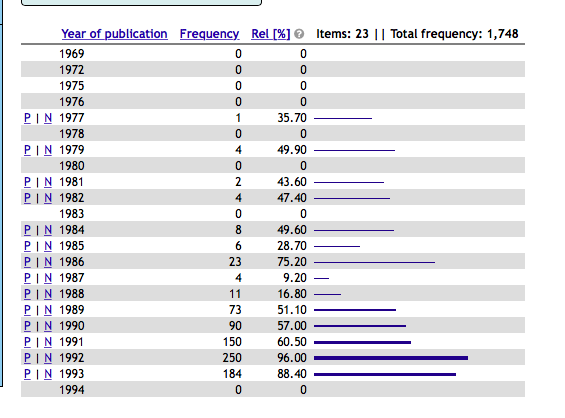 Year of publication Frequency Rel [%] ? Items: 23 || Total frequency: 1,748
1969 0 0
1972 0 0
1975 0 0
1976 0 0
P | N 1977 1 35.70
1978 0 0
P | N 1979 4 49.90
1980 0 0
P | N 1981 2 43.60
P | N 1982 4 47.40
1983 0 0
P | N 1984 8 49.60
P | N 1985 6 28.70
P | N 1986 23 75.20
P | N 1987 4 9.20
P | N 1988 11 16.80
P | N 1989 73 51.10
P | N 1990 90 57.00
P | N 1991 150 60.50
P | N 1992 250 96.00
P | N 1993 184 88.40
1994 0 0